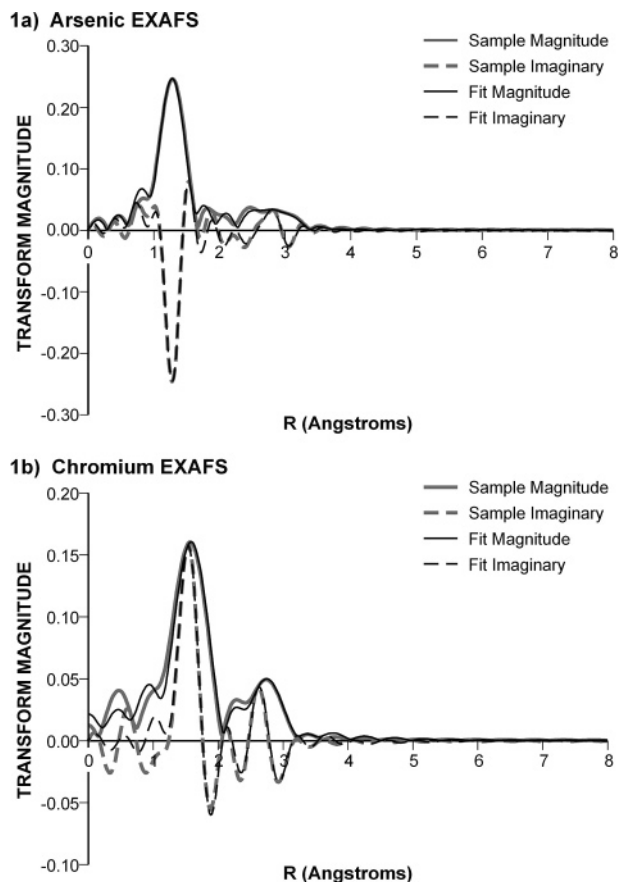 1a) Arsenic EXAFS
0.30
0.20
0.10
0.00
-0.10
-0.20
-0.30
TRANSFORM MAGNITUDE
0 1 2 3 4 5 6 7 8
R (Angstroms)
Sample Magnitude
Sample Imaginary
Fit Magnitude
Fit Imaginary
1b) Chromium EXAFS
0.20
0.15
0.10
0.05
0.00
-0.05
-0.10
TRANSFORM MAGNITUDE
0 1 2 3 4 5 6 7 8
R (Angstroms)
Sample Magnitude
Sample Imaginary
Fit Magnitude
Fit Imaginary